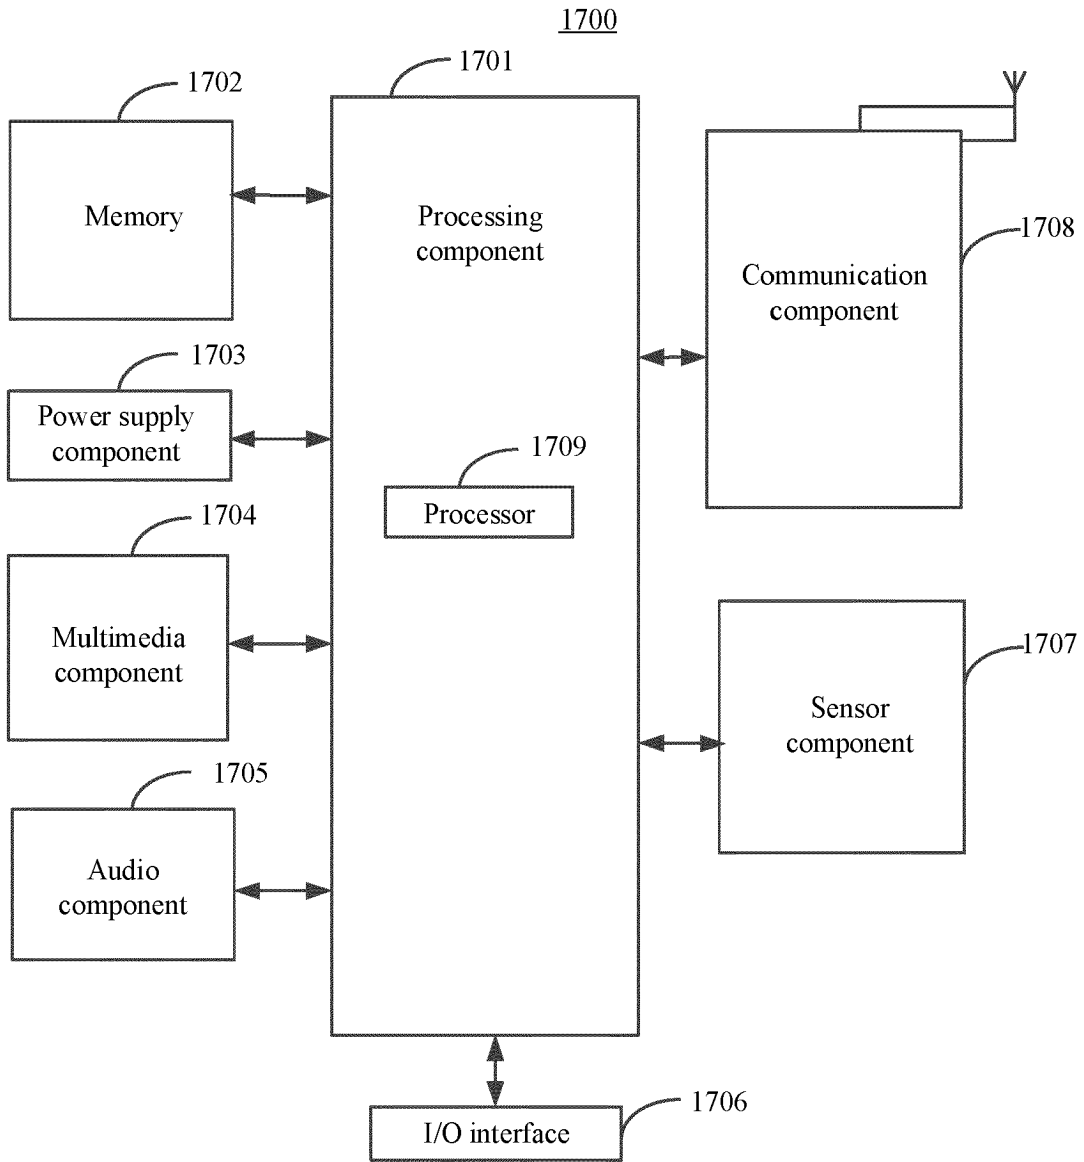 1700
1701
1702
Memory
Processing
component
1708
Communication
component
1703
Power supply
component
1709
Processor
1704
Multimedia
component
1707
Sensor
component
1705
Audio
component
1706
I/O interface